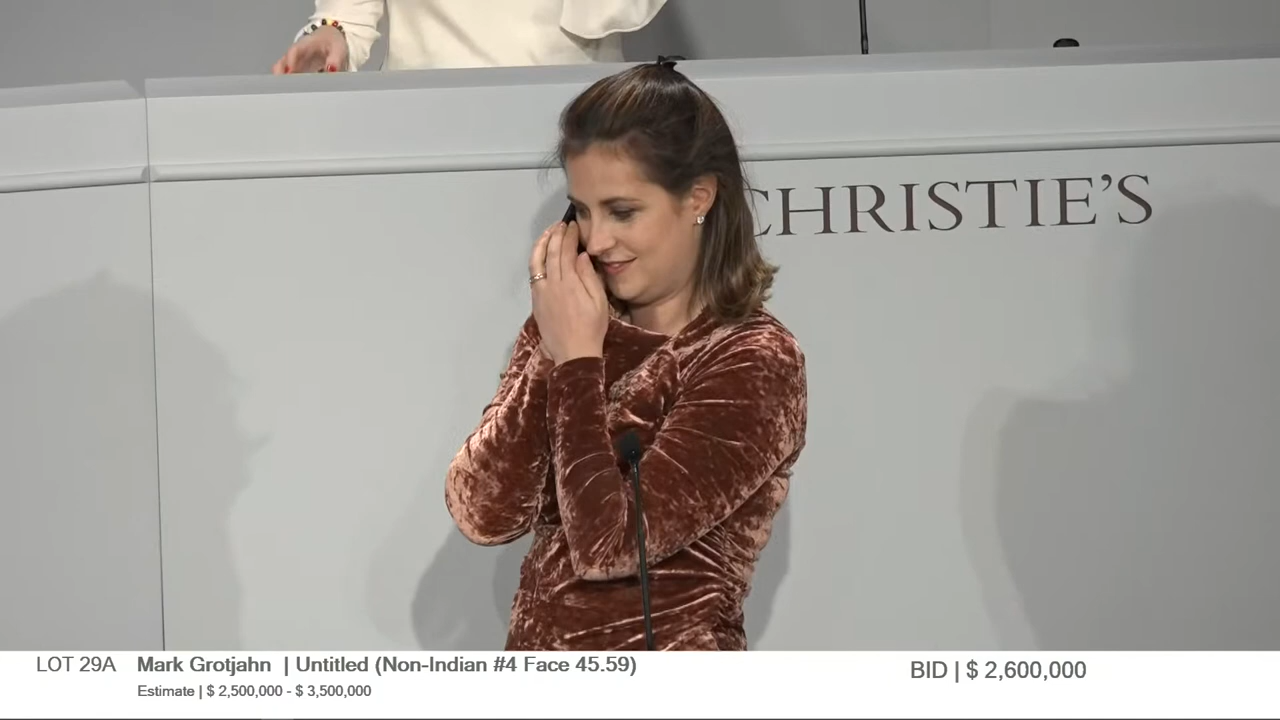 CHRISTIE'S
LOT 29A Mark Grotjahn | Untitled (Non-Indian #4 Face 45.59) BID | $ 2,600,000
Estimate | $ 2,500,000 - $ 3,500,000